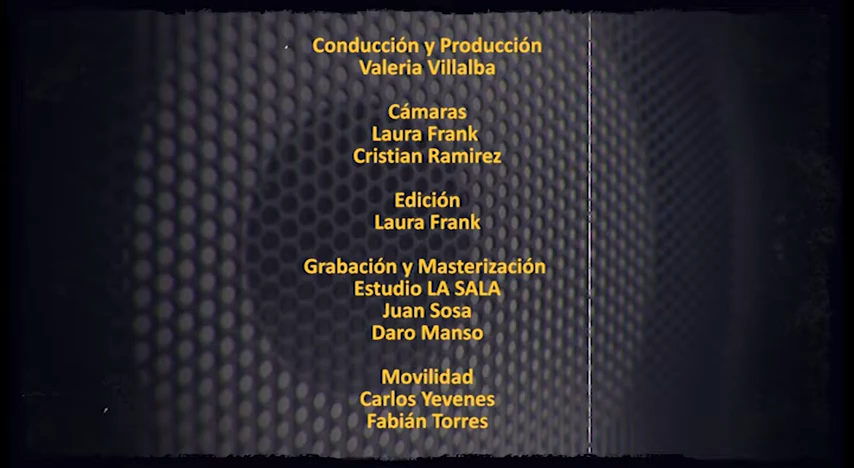 Conducción y Producción
Valeria Villalba
Cámaras
Laura Frank
Cristian Ramirez
Edición
Laura Frank
Grabación y Masterización
Estudio LA SALA
Juan Sosa
Daro Manso
Movilidad
Carlos Yevenes
Fabián Torres